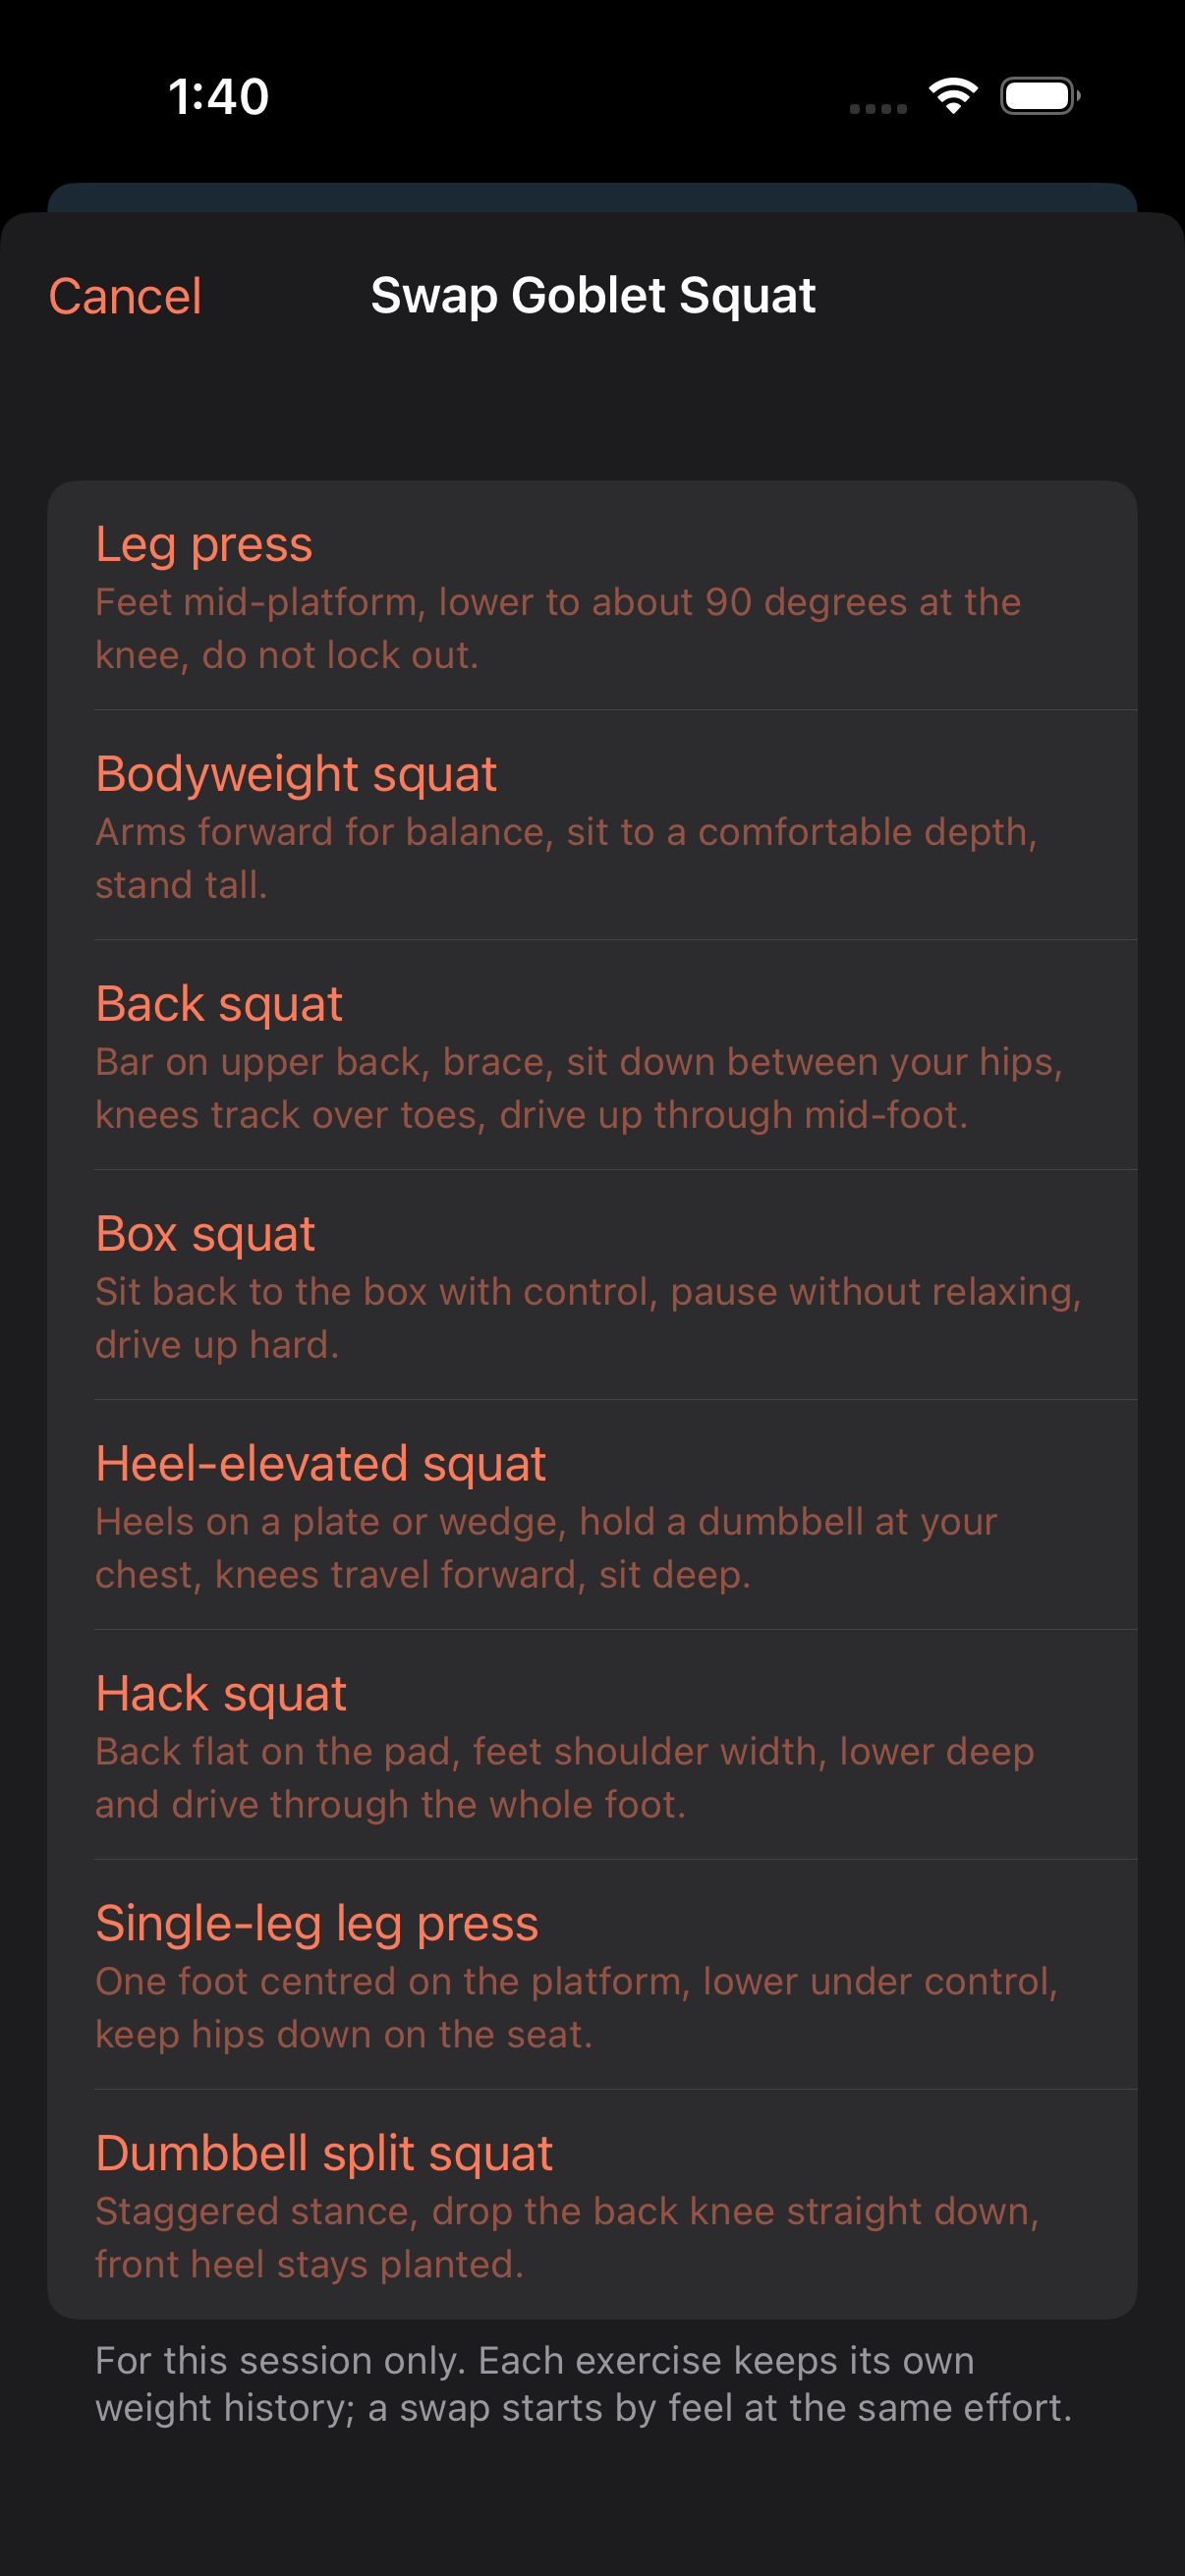 1:40
Cancel
Swap Goblet Squat
Leg press
Feet mid-platform, lower to about 90 degrees at the
knee, do not lock out.
Bodyweight squat
Arms forward for balance, sit to a comfortable depth,
stand tall.
Back squat
Bar on upper back, brace, sit down between your hips,
knees track over toes, drive up through mid-foot.
Box squat
Sit back to the box with control, pause without relaxing,
drive up hard.
Heel-elevated squat
Heels on a plate or wedge, hold a dumbbell at your
chest, knees travel forward, sit deep.
Hack squat
Back flat on the pad, feet shoulder width, lower deep
and drive through the whole foot.
Single-leg leg press
One foot centred on the platform, lower under control,
keep hips down on the seat.
Dumbbell split squat
Staggered stance, drop the back knee straight down,
front heel stays planted.
For this session only. Each exercise keeps its own
weight history; a swap starts by feel at the same effort.